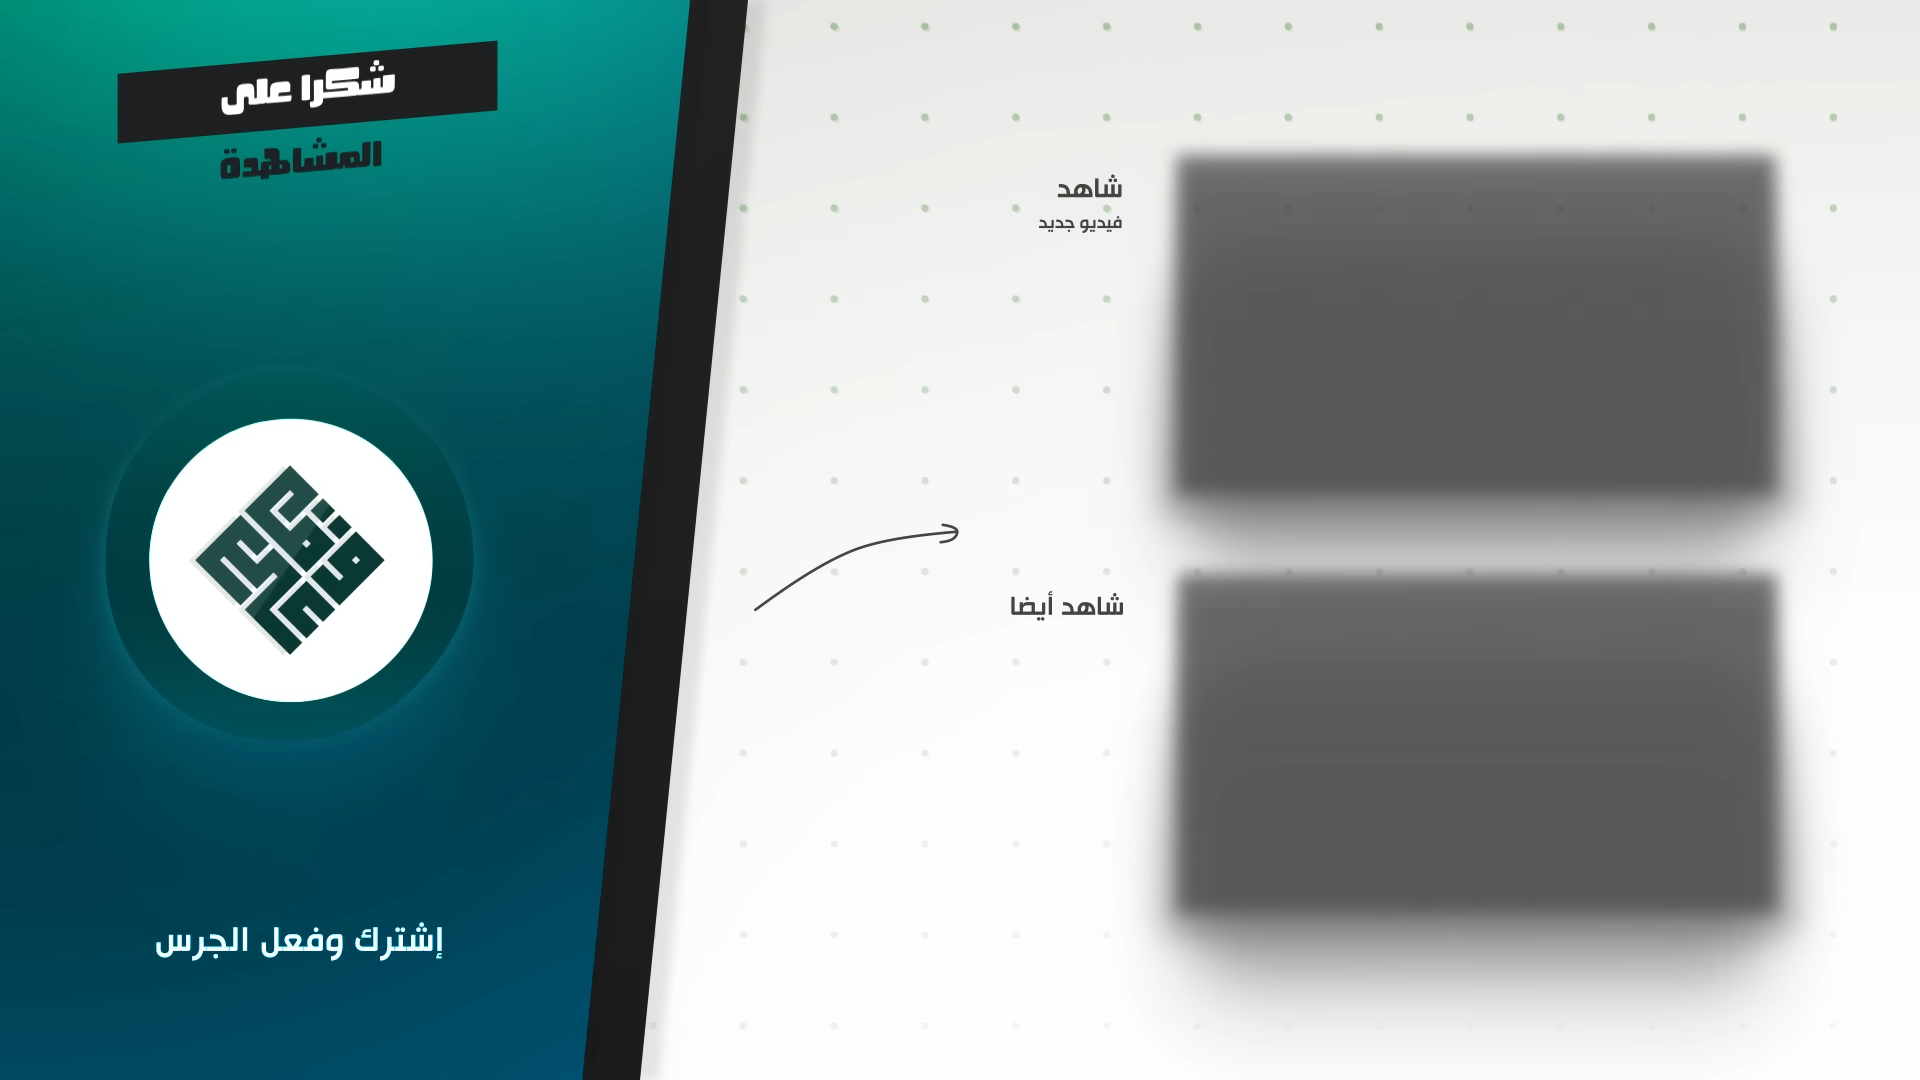 شكرا على
المشاهدة
شاهد
فيديو جديد
شاهد أيضا
إشترك وفعل الجرس